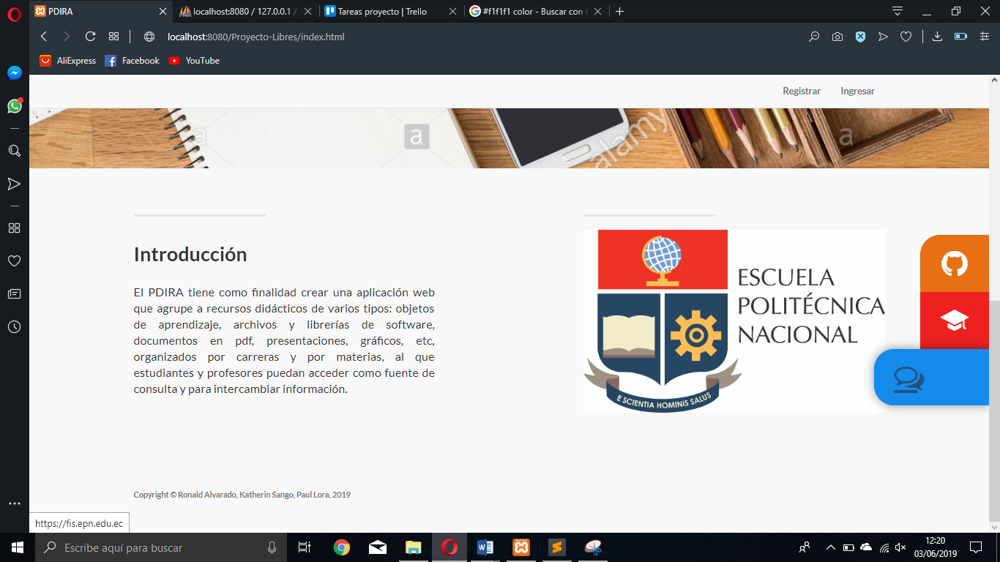 PDIRA
localhost:8080 / 127.0.0.1 /
Tareas proyecto | Trello
#f1f1f1 color - Buscar con
localhost:8080/Proyecto-Libres/index.html
AliExpress
Facebook
YouTube
Registrar
Ingresar
a
a
alamy
a
Introducción
El PDIRA tiene como finalidad crear una aplicación web
que agrupe a recursos didácticos de varios tipos: objetos
de aprendizaje, archivos y librerías de software,
documentos en pdf, presentaciones, gráficos, etc,
organizados por carreras y por materias, al que
estudiantes y profesores puedan acceder como fuente de
consulta y para intercambiar información.
ESCUELA
POLITÉCNICA
NACIONAL
E SCIENTIA HOMINIS SALUS
Copyright © Ronald Alvarado, Katherin Sango, Paul Lora, 2019
https://fis.epn.edu.ec
Escribe aquí para buscar
12:20
03/06/2019